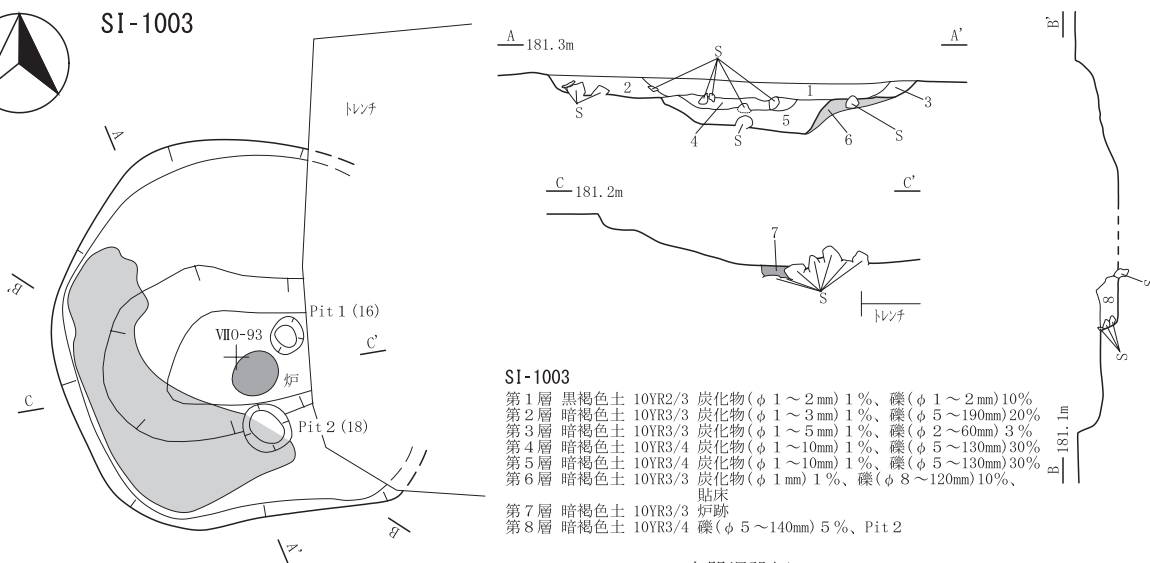 SI-1003
トレンチ
A
B'
C
Pit 1 (16)
Ⅶ0-93
C'
炉
Pit 2 (18)
B
A'
A 181.3m A'
S
1
2
3
4
5
6
S
S
S
C 181.2m C'
7
S
トレンチ
B'
S
8
S
B 181.1m
SI-1003
第1層 黒褐色土 10YR2/3 炭化物(φ1～2mm)1%、礫(φ1～2mm)10%
第2層 暗褐色土 10YR3/3 炭化物(φ1～3mm)1%、礫(φ5～190mm)20%
第3層 暗褐色土 10YR3/3 炭化物(φ1～5mm)1%、礫(φ2～60mm)3%
第4層 暗褐色土 10YR3/4 炭化物(φ1～10mm)1%、礫(φ5～130mm)30%
第5層 暗褐色土 10YR3/4 炭化物(φ1～10mm)1%、礫(φ5～130mm)30%
第6層 暗褐色土 10YR3/3 炭化物(φ1mm)1%、礫(φ8～120mm)10%、
貼床
第7層 暗褐色土 10YR3/3 炉跡
第8層 暗褐色土 10YR3/4 礫(φ5～140mm)5%、Pit 2